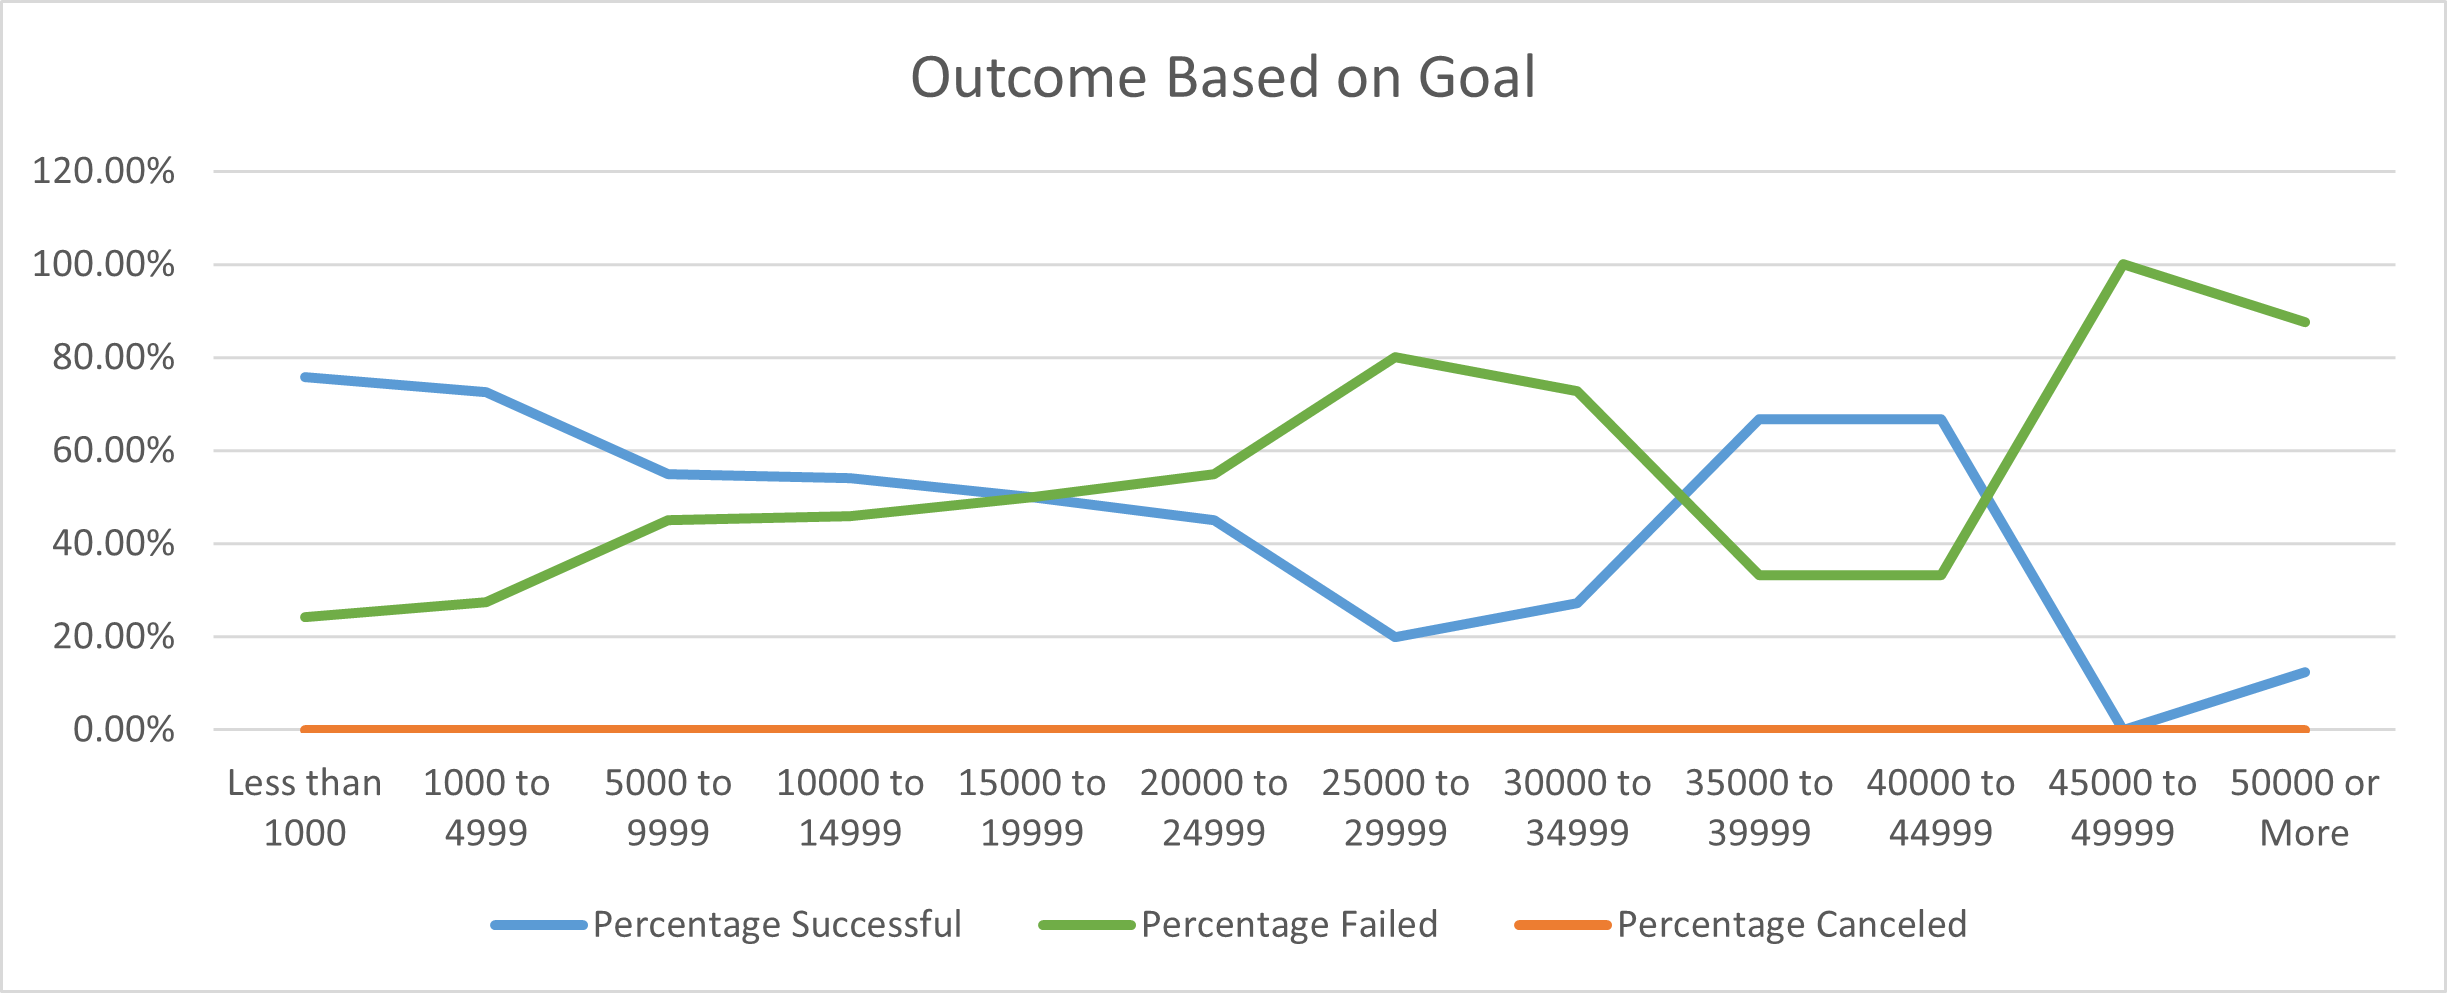 Outcome Based on Goal
120.00%
100.00%
80.00%
60.00%
40.00%
20.00%
0.00%
Less than 1000 to 5000 to 10000 to 15000 to 20000 to 25000 to 30000 to 35000 to 40000 to 45000 to 50000 or
1000 4999 9999 14999 19999 24999 29999 34999 39999 44999 49999 More
Percentage Successful Percentage Failed Percentage Canceled